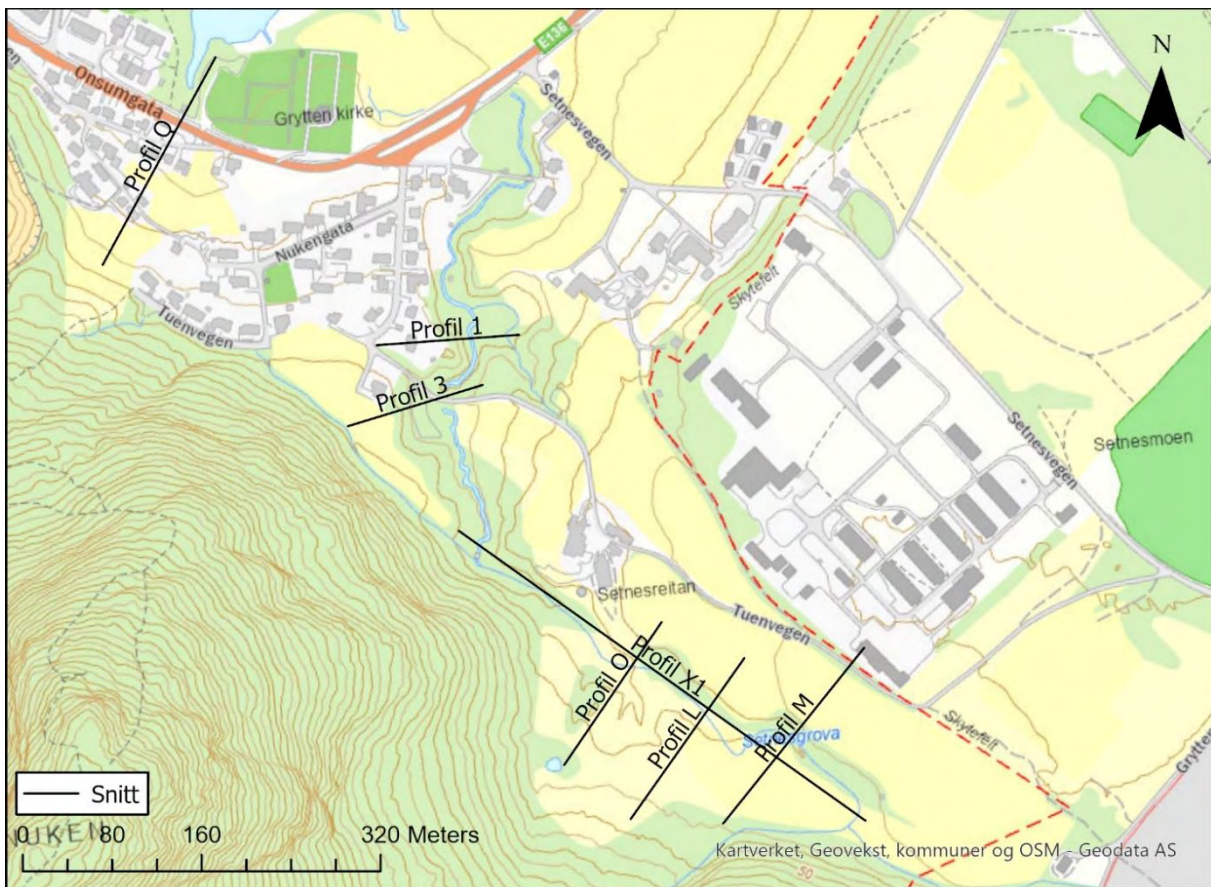 E136
N
Onsumgata
Grytten kirke
Setnesvegen
Profil Q
Nukengata
Skytefelt
Tuenvegen
Profil 1
Profil 3
Setnesvegen
Setnesmoen
Setnesreitan
Tuenvegen
Profil X1
Profil O
Profil L
Profil M
Skytefelt
Snitt
0 80 160 320 Meters
NUKEN
50
Kartverket, Geovekst, kommuner og OSM - Geodata AS